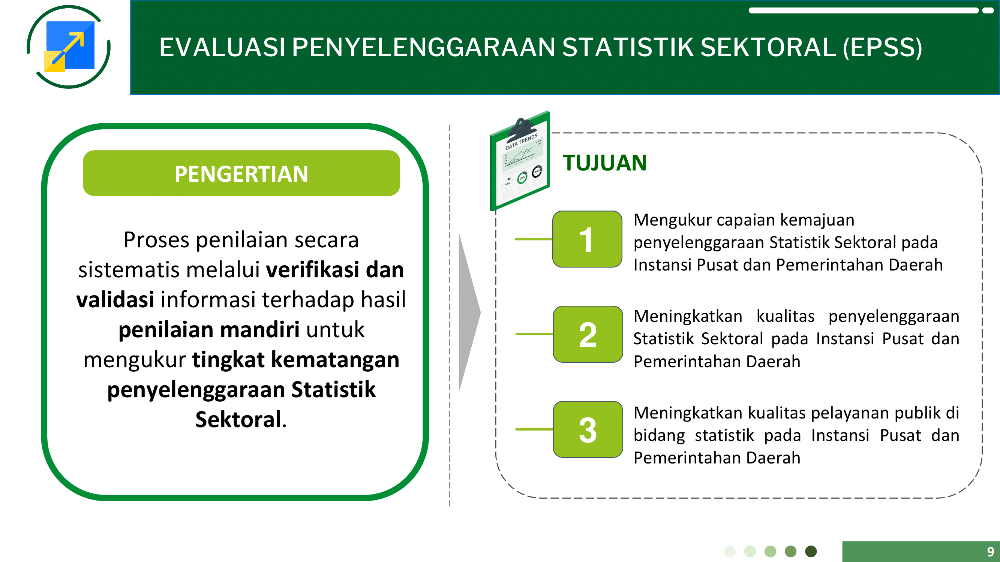 EVALUASI PENYELENGGARAAN STATISTIK SEKTORAL (EPSS)
PENGERTIAN
Proses penilaian secara
sistematis melalui verifikasi dan
validasi informasi terhadap hasil
penilaian mandiri untuk
mengukur tingkat kematangan
penyelenggaraan Statistik
Sektoral.
DATA TRENDS
10%
20%
30%
TUJUAN
1
Mengukur capaian kemajuan
penyelenggaraan Statistik Sektoral pada
Instansi Pusat dan Pemerintahan Daerah
2
Meningkatkan kualitas penyelenggaraan
Statistik Sektoral pada Instansi Pusat dan
Pemerintahan Daerah
3
Meningkatkan kualitas pelayanan publik di
bidang statistik pada Instansi Pusat dan
Pemerintahan Daerah
9